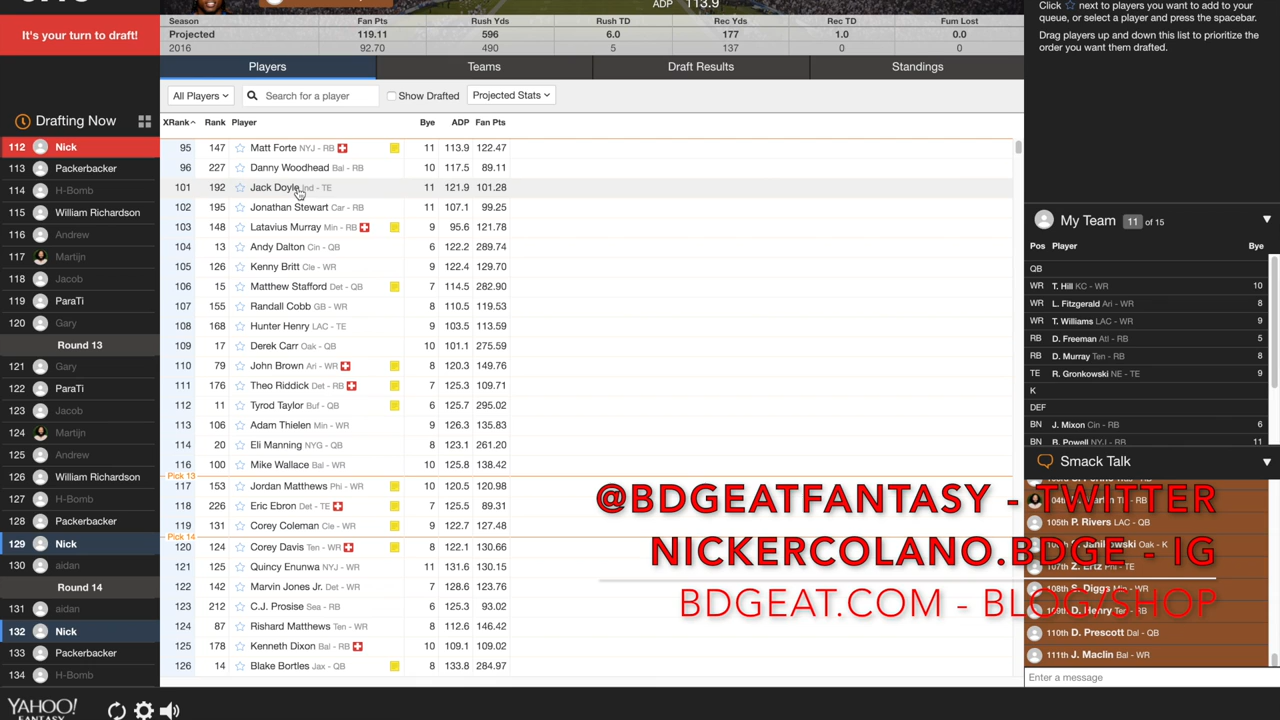 ADP 113.9
Season Fan Pts Rush Yds Rush TD Rec Yds Rec TD Fum Lost
Projected 119.11 596 6.0 177 1.0 0.0
2016 92.70 490 5 137 0 0
Players Teams Draft Results Standings
All Players Search for a player Show Drafted Projected Stats
XRank Rank Player Bye ADP Fan Pts
95 147 Matt Forte NYJ - RB 11 113.9 122.47
96 227 Danny Woodhead Bal - RB 10 117.5 89.11
101 192 Jack Doyle Ind - TE 11 121.9 101.28
102 195 Jonathan Stewart Car - RB 11 107.1 99.25
103 148 Latavius Murray Min - RB 9 95.6 121.78
104 13 Andy Dalton Cin - QB 6 122.2 289.74
105 126 Kenny Britt Cle - WR 9 122.4 129.70
106 15 Matthew Stafford Det - QB 7 114.5 282.90
107 155 Randall Cobb GB - WR 8 110.5 119.53
108 168 Hunter Henry LAC - TE 9 103.5 113.59
109 17 Derek Carr Oak - QB 10 101.1 275.59
110 79 John Brown Ari - WR 8 120.3 149.76
111 176 Theo Riddick Det - RB 7 125.3 109.71
112 11 Tyrod Taylor Buf - QB 6 125.7 295.02
113 106 Adam Thielen Min - WR 9 126.3 135.83
114 20 Eli Manning NYG - QB 8 123.1 261.20
116 100 Mike Wallace Bal - WR 10 125.8 138.42
Pick 13
117 153 Jordan Matthews Phi - WR 10 120.5 120.98
118 226 Eric Ebron Det - TE 7 125.5 89.31
119 131 Corey Coleman Cle - WR 9 122.7 127.48
Pick 14
120 124 Corey Davis Ten - WR 8 122.1 130.66
121 125 Quincy Enunwa NYJ - WR 11 131.6 130.15
122 142 Marvin Jones Jr. Det - WR 7 128.6 123.76
123 212 C.J. Prosise Sea - RB 6 125.3 93.02
124 87 Rishard Matthews Ten - WR 8 112.6 146.42
125 178 Kenneth Dixon Bal - RB 10 109.1 109.02
126 14 Blake Bortles Jax - QB 8 133.8 284.97
It's your turn to draft!
Drafting Now
112 Nick
113 Packerbacker
114 H-Bomb
115 William Richardson
116 Andrew
117 Martijn
118 Jacob
119 ParaTi
120 Gary
Round 13
121 Gary
122 ParaTi
123 Jacob
124 Martijn
125 Andrew
126 William Richardson
127 H-Bomb
128 Packerbacker
129 Nick
130 aidan
Round 14
131 aidan
132 Nick
133 Packerbacker
134 H-Bomb
YAHOO!
FANTASY
Click next to players you want to add to your
queue, or select a player and press the spacebar.
Drag players up and down this list to prioritize the
order you want them drafted.
My Team 11 of 15
Pos Player Bye
QB
WR T. Hill KC - WR 10
WR L. Fitzgerald Ari - WR 8
WR T. Williams LAC - WR 9
RB D. Freeman Atl - RB 5
RB D. Murray Ten - RB 8
TE R. Gronkowski NE - TE 9
K
DEF
BN J. Mixon Cin - RB 6
BN B. Powell NYJ - RB 11
Smack Talk
105th P. Rivers LAC - QB
Janikowski Oak - K
107th Z. Ertz Phi - TE
108th S. Diggs Min - WR
109th D. Henry Ten - RB
110th D. Prescott Dal - QB
111th J. Maclin Bal - WR
Enter a message
@BDGEATFANTASY - TWITTER
NICKERCOLANO.BDGE - IG
BDGEAT.COM - BLOG/SHOP